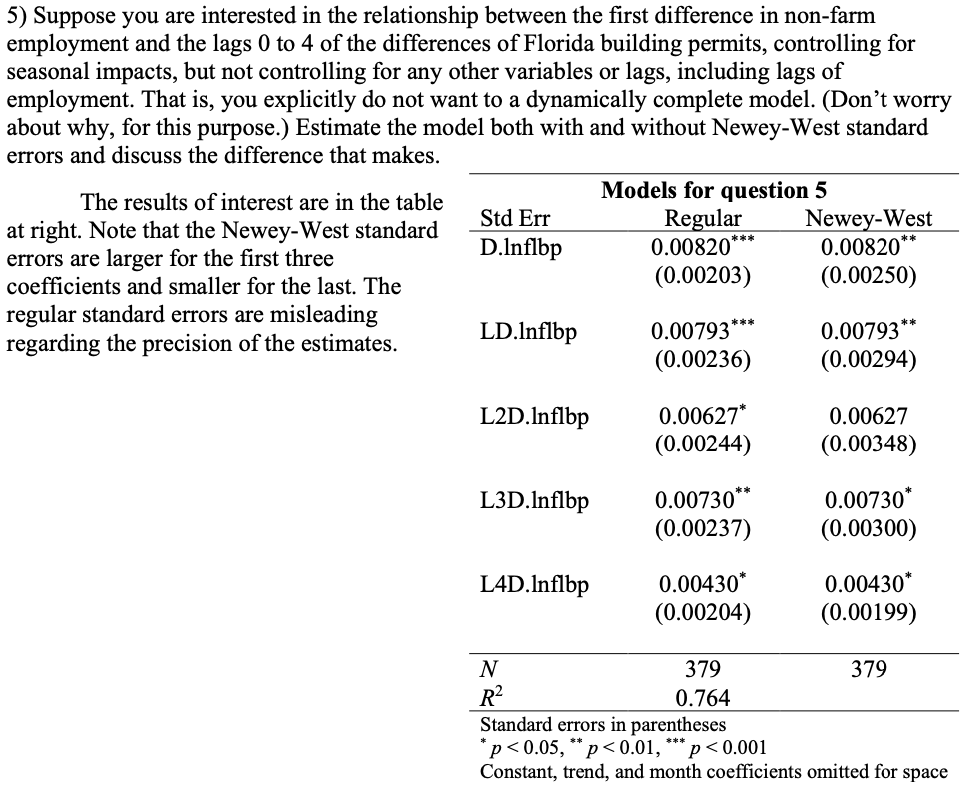 5) Suppose you are interested in the relationship between the first difference in non-farm
employment and the lags 0 to 4 of the differences of Florida building permits, controlling for
seasonal impacts, but not controlling for any other variables or lags, including lags of
employment. That is, you explicitly do not want to a dynamically complete model. (Don't worry
about why, for this purpose.) Estimate the model both with and without Newey-West standard
errors and discuss the difference that makes.
The results of interest are in the table
at right. Note that the Newey-West standard
errors are larger for the first three
coefficients and smaller for the last. The
regular standard errors are misleading
regarding the precision of the estimates.
Models for question 5
Std Err Regular Newey-West
D.lnflbp 0.00820*** 0.00820**
(0.00203) (0.00250)
LD.lnflbp 0.00793*** 0.00793**
(0.00236) (0.00294)
L2D.lnflbp 0.00627* 0.00627
(0.00244) (0.00348)
L3D.lnflbp 0.00730** 0.00730*
(0.00237) (0.00300)
L4D.lnflbp 0.00430* 0.00430*
(0.00204) (0.00199)
N 379 379
R² 0.764
Standard errors in parentheses
* p < 0.05, ** p < 0.01, *** p < 0.001
Constant, trend, and month coefficients omitted for space